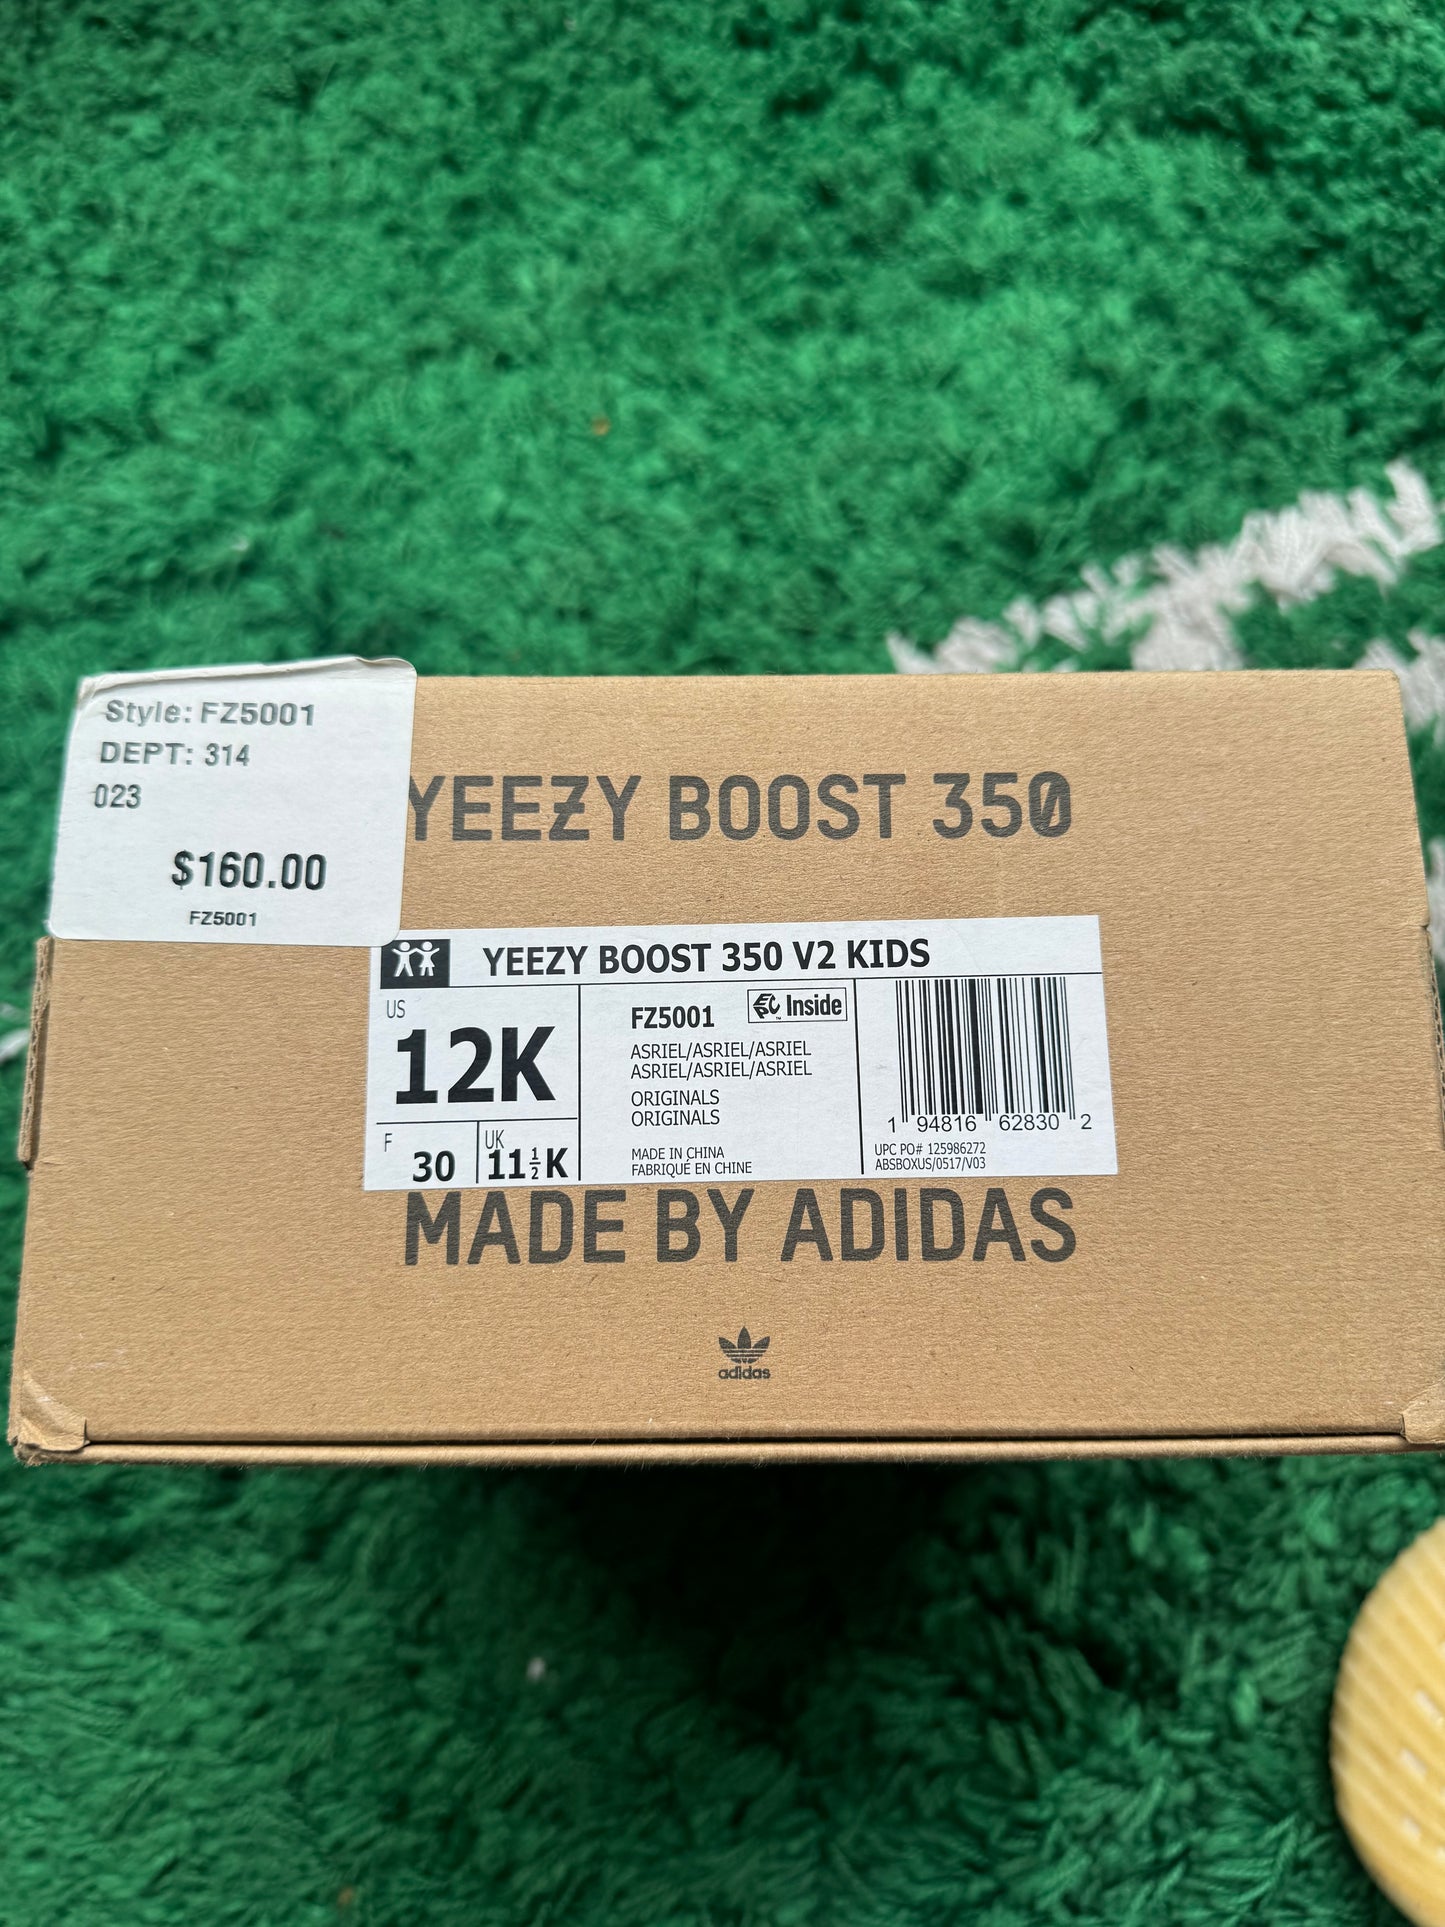 Style: FZ5001
DEPT: 314
023
$160.00
FZ5001
YEEZY BOOST 350
YEEZY BOOST 350 V2 KIDS
US
12K
F
30
UK
11½K
FZ5001
EPC Inside
ASRIEL/ASRIEL/ASRIEL
ASRIEL/ASRIEL/ASRIEL
ORIGINALS
ORIGINALS
MADE IN CHINA
FABRIQUÉ EN CHINE
1 94816 62830 2
UPC PO# 125986272
ABSBOXUS/0517/V03
MADE BY ADIDAS
adidas